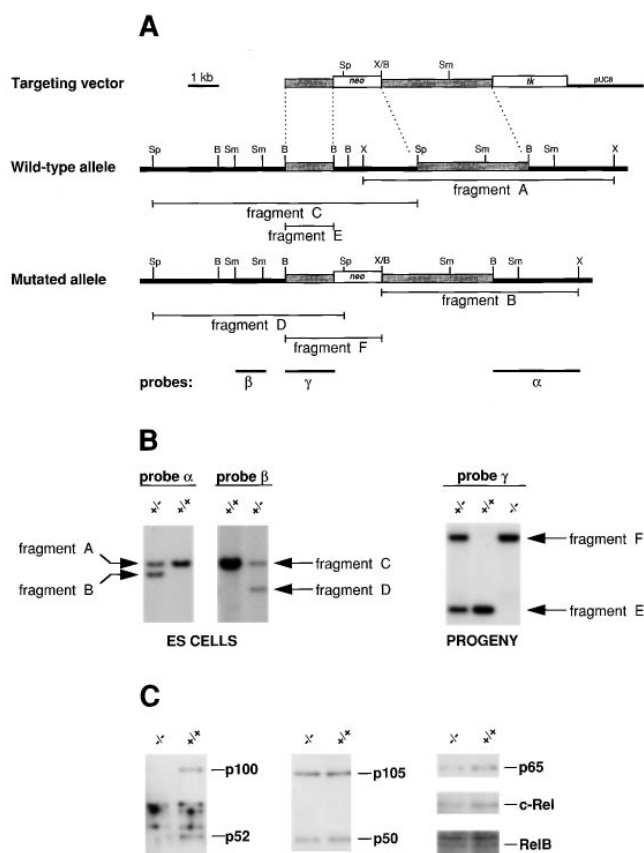 A
Sp X/B Sm
Targeting vector 1 kb neo tk pUC8
Sp B Sm Sm B B B X Sp Sm B Sm X
Wild-type allele
fragment A
fragment C
fragment E
Sp B Sm Sm B Sp X/B Sm B Sm X
Mutated allele neo
fragment B
fragment D
fragment F
probes: β γ α
B
probe α probe β probe γ
+/- +/+ +/+ +/- +/- +/+ -/-
fragment F
fragment A
fragment C
fragment B
fragment D
fragment E
ES CELLS PROGENY
C
-/- +/+ -/- +/+ -/- +/+
p100 p105 p65
c-Rel
p52 p50 RelB